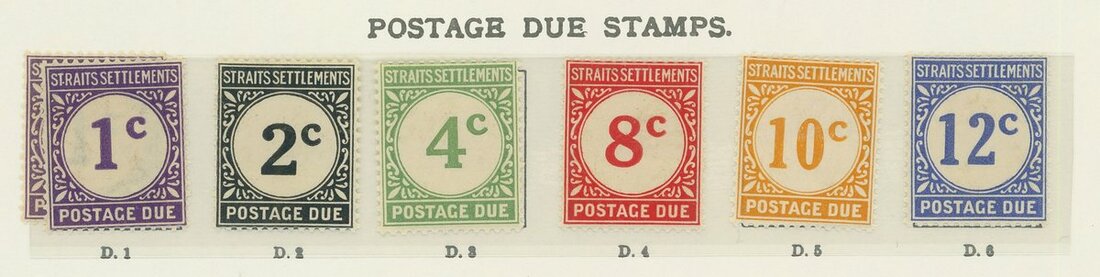 POSTAGE DUE STAMPS.
STRAITS SETTLEMENTS
1c
POSTAGE DUE
STRAITS SETTLEMENTS
2c
POSTAGE DUE
STRAITS SETTLEMENTS
4c
POSTAGE DUE
STRAITS SETTLEMENTS
8c
POSTAGE DUE
STRAITS SETTLEMENTS
10c
POSTAGE DUE
STRAITS SETTLEMENTS
12c
POSTAGE DUE
D.1
D.2
D.3
D.4
D.5
D.6